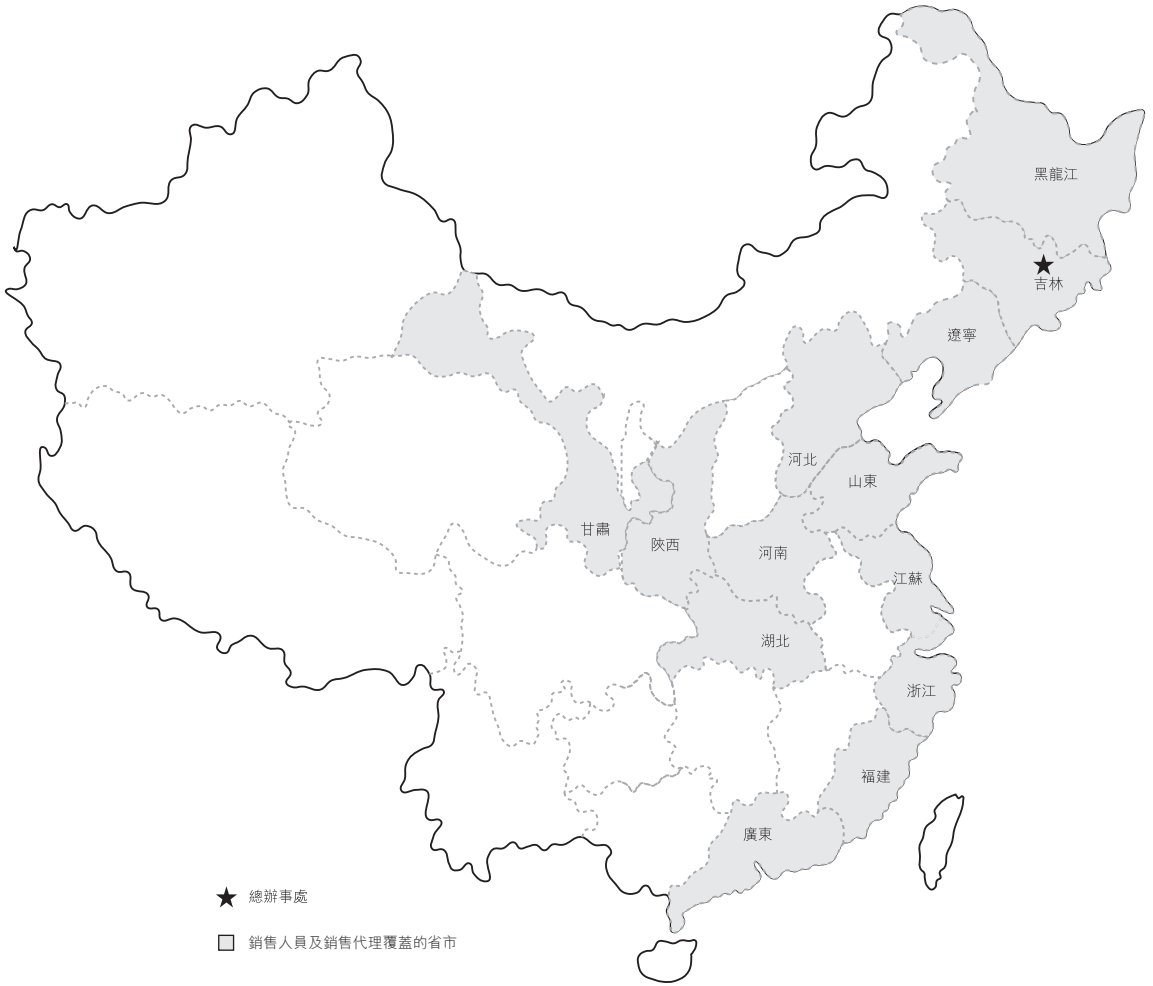 黑龍江
吉林
遼寧
河北
山東
甘肅
陝西
河南
江蘇
湖北
浙江
福建
廣東
總辦事處
銷售人員及銷售代理覆蓋的省市